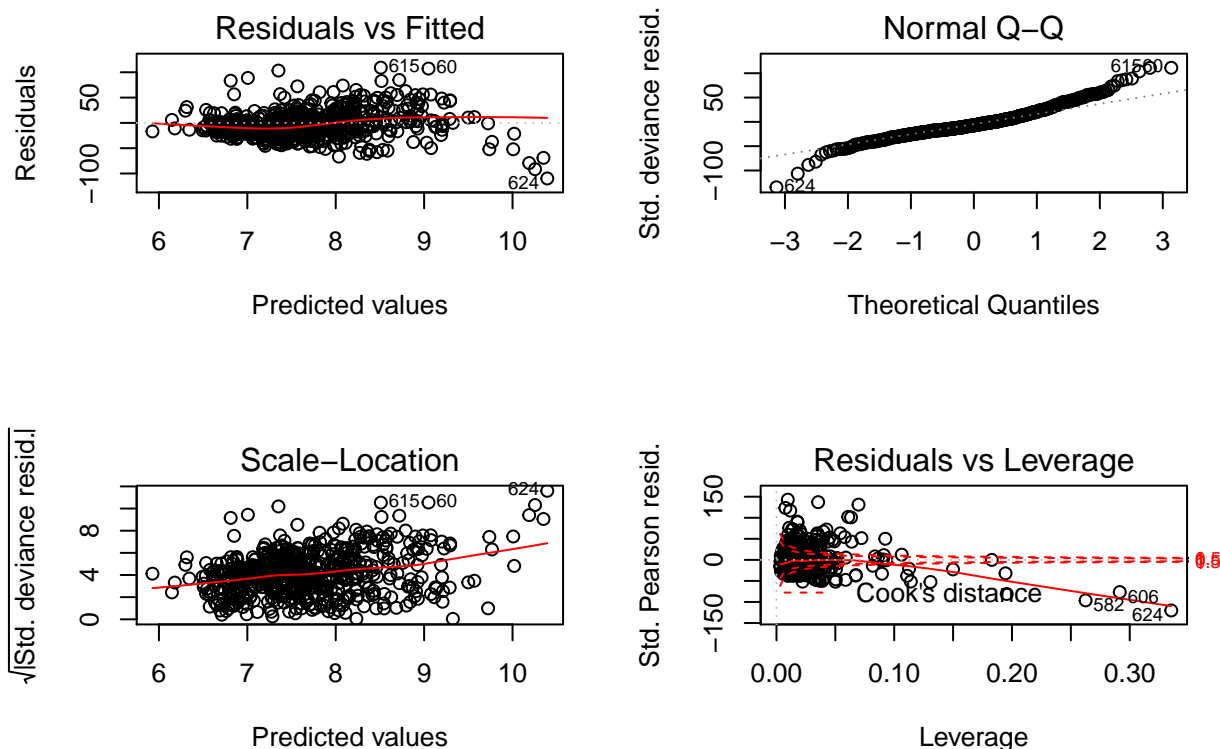 Residuals vs Fitted
Residuals
50
−100
615
60
624
6 7 8 9 10
Predicted values
Normal Q−Q
Std. deviance resid.
50
−100
615
60
624
−3 −2 −1 0 1 2 3
Theoretical Quantiles
Scale−Location
√|Std. deviance resid.|
8
4
0
615
60
624
6 7 8 9 10
Predicted values
Residuals vs Leverage
Std. Pearson resid.
150
0
−150
Cook's distance
582
606
624
0.00 0.10 0.20 0.30
Leverage